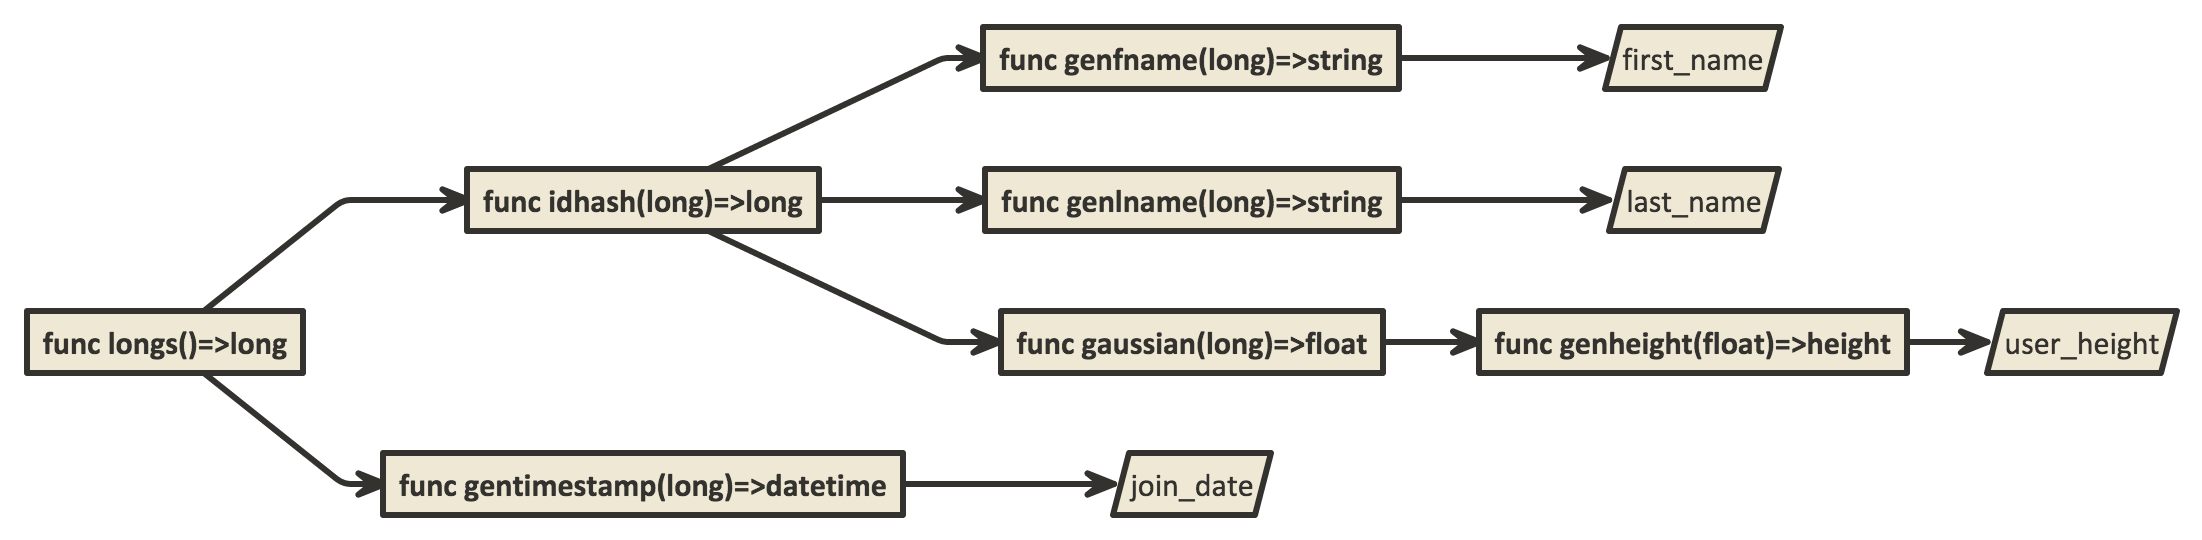 func genfname(long)=>string
first_name
func idhash(long)=>long
func genlname(long)=>string
last_name
func longs()=>long
func gaussian(long)=>float
func genheight(float)=>height
user_height
func gentimestamp(long)=>datetime
join_date